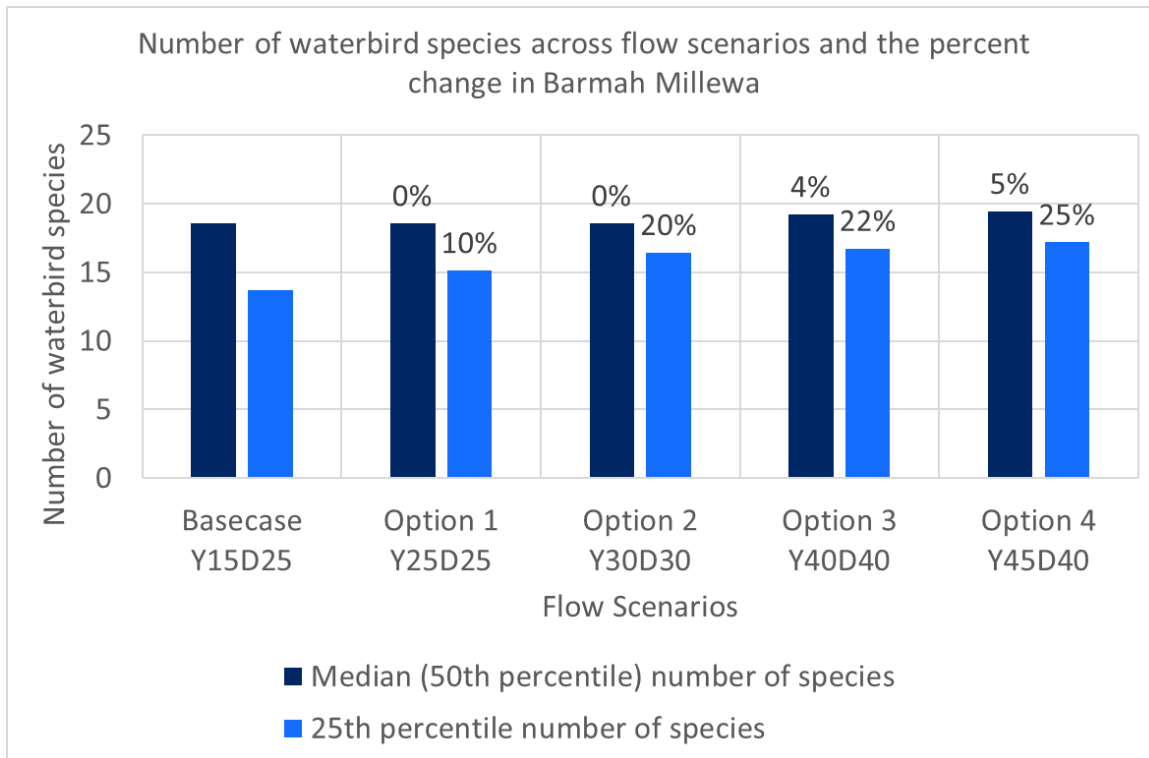 Number of waterbird species across flow scenarios and the percent
change in Barmah Millewa
Number of waterbird species
25
20
15
10
5
0
0%
10%
0%
20%
4%
22%
5%
25%
Basecase
Y15D25
Option 1
Y25D25
Option 2
Y30D30
Option 3
Y40D40
Option 4
Y45D40
Flow Scenarios
Median (50th percentile) number of species
25th percentile number of species